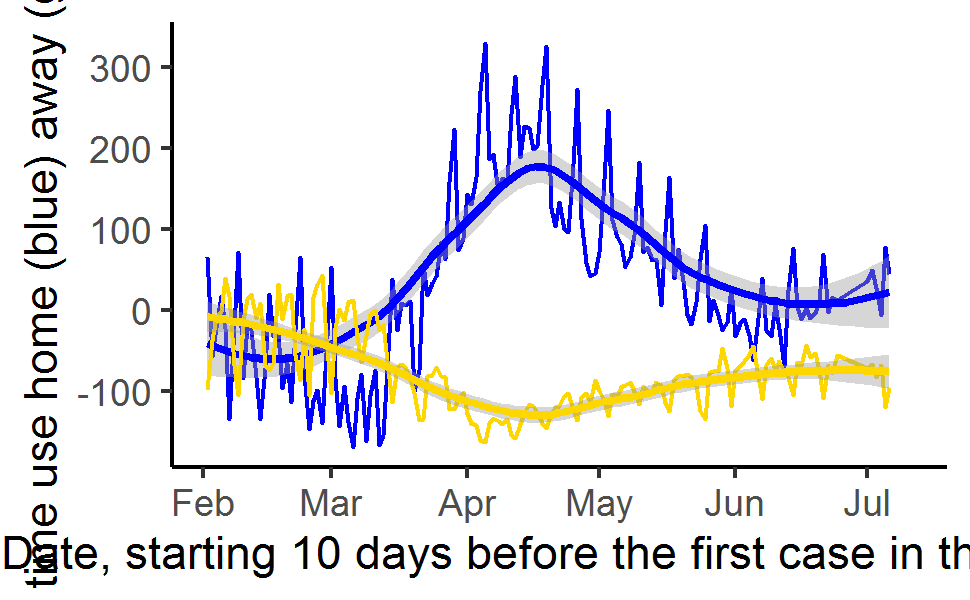 time use home (blue) away (
300
200
100
0
-100
Feb Mar Apr May Jun Jul
Date, starting 10 days before the first case in th